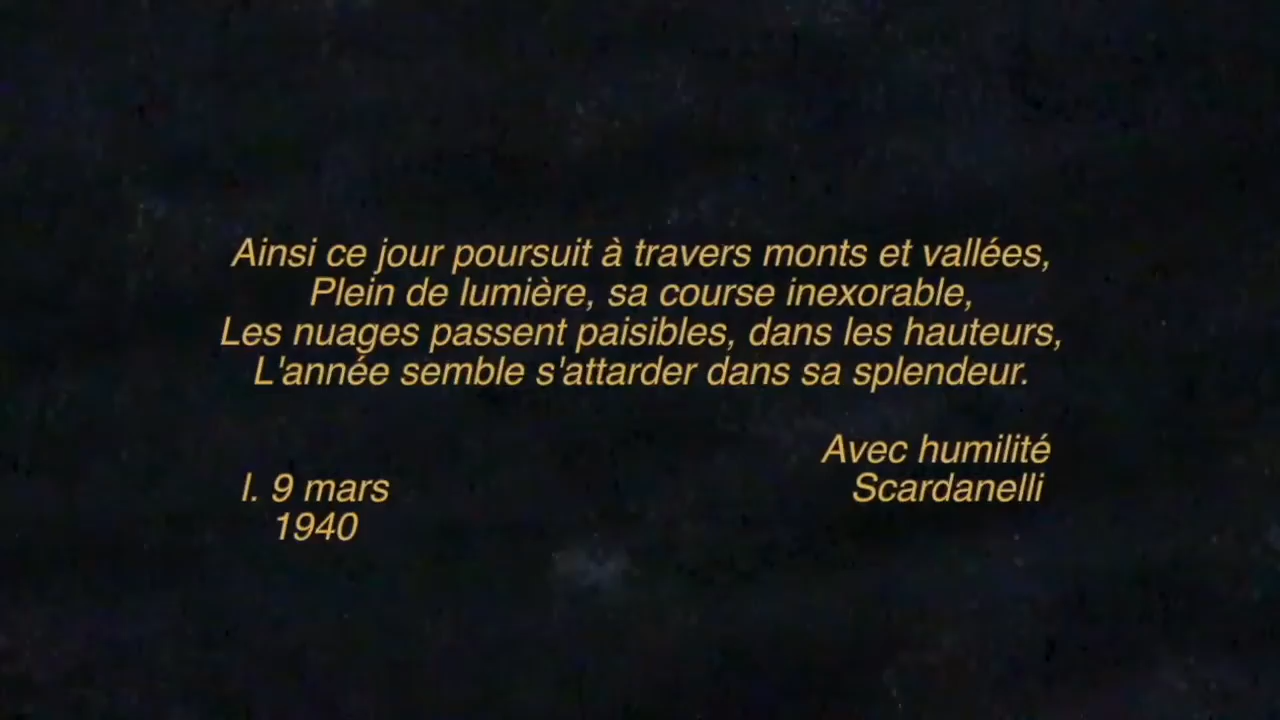 Ainsi ce jour poursuit à travers monts et vallées,
Plein de lumière, sa course inexorable,
Les nuages passent paisibles, dans les hauteurs,
L'année semble s'attarder dans sa splendeur.
Avec humilité
Scardanelli
l. 9 mars
1940